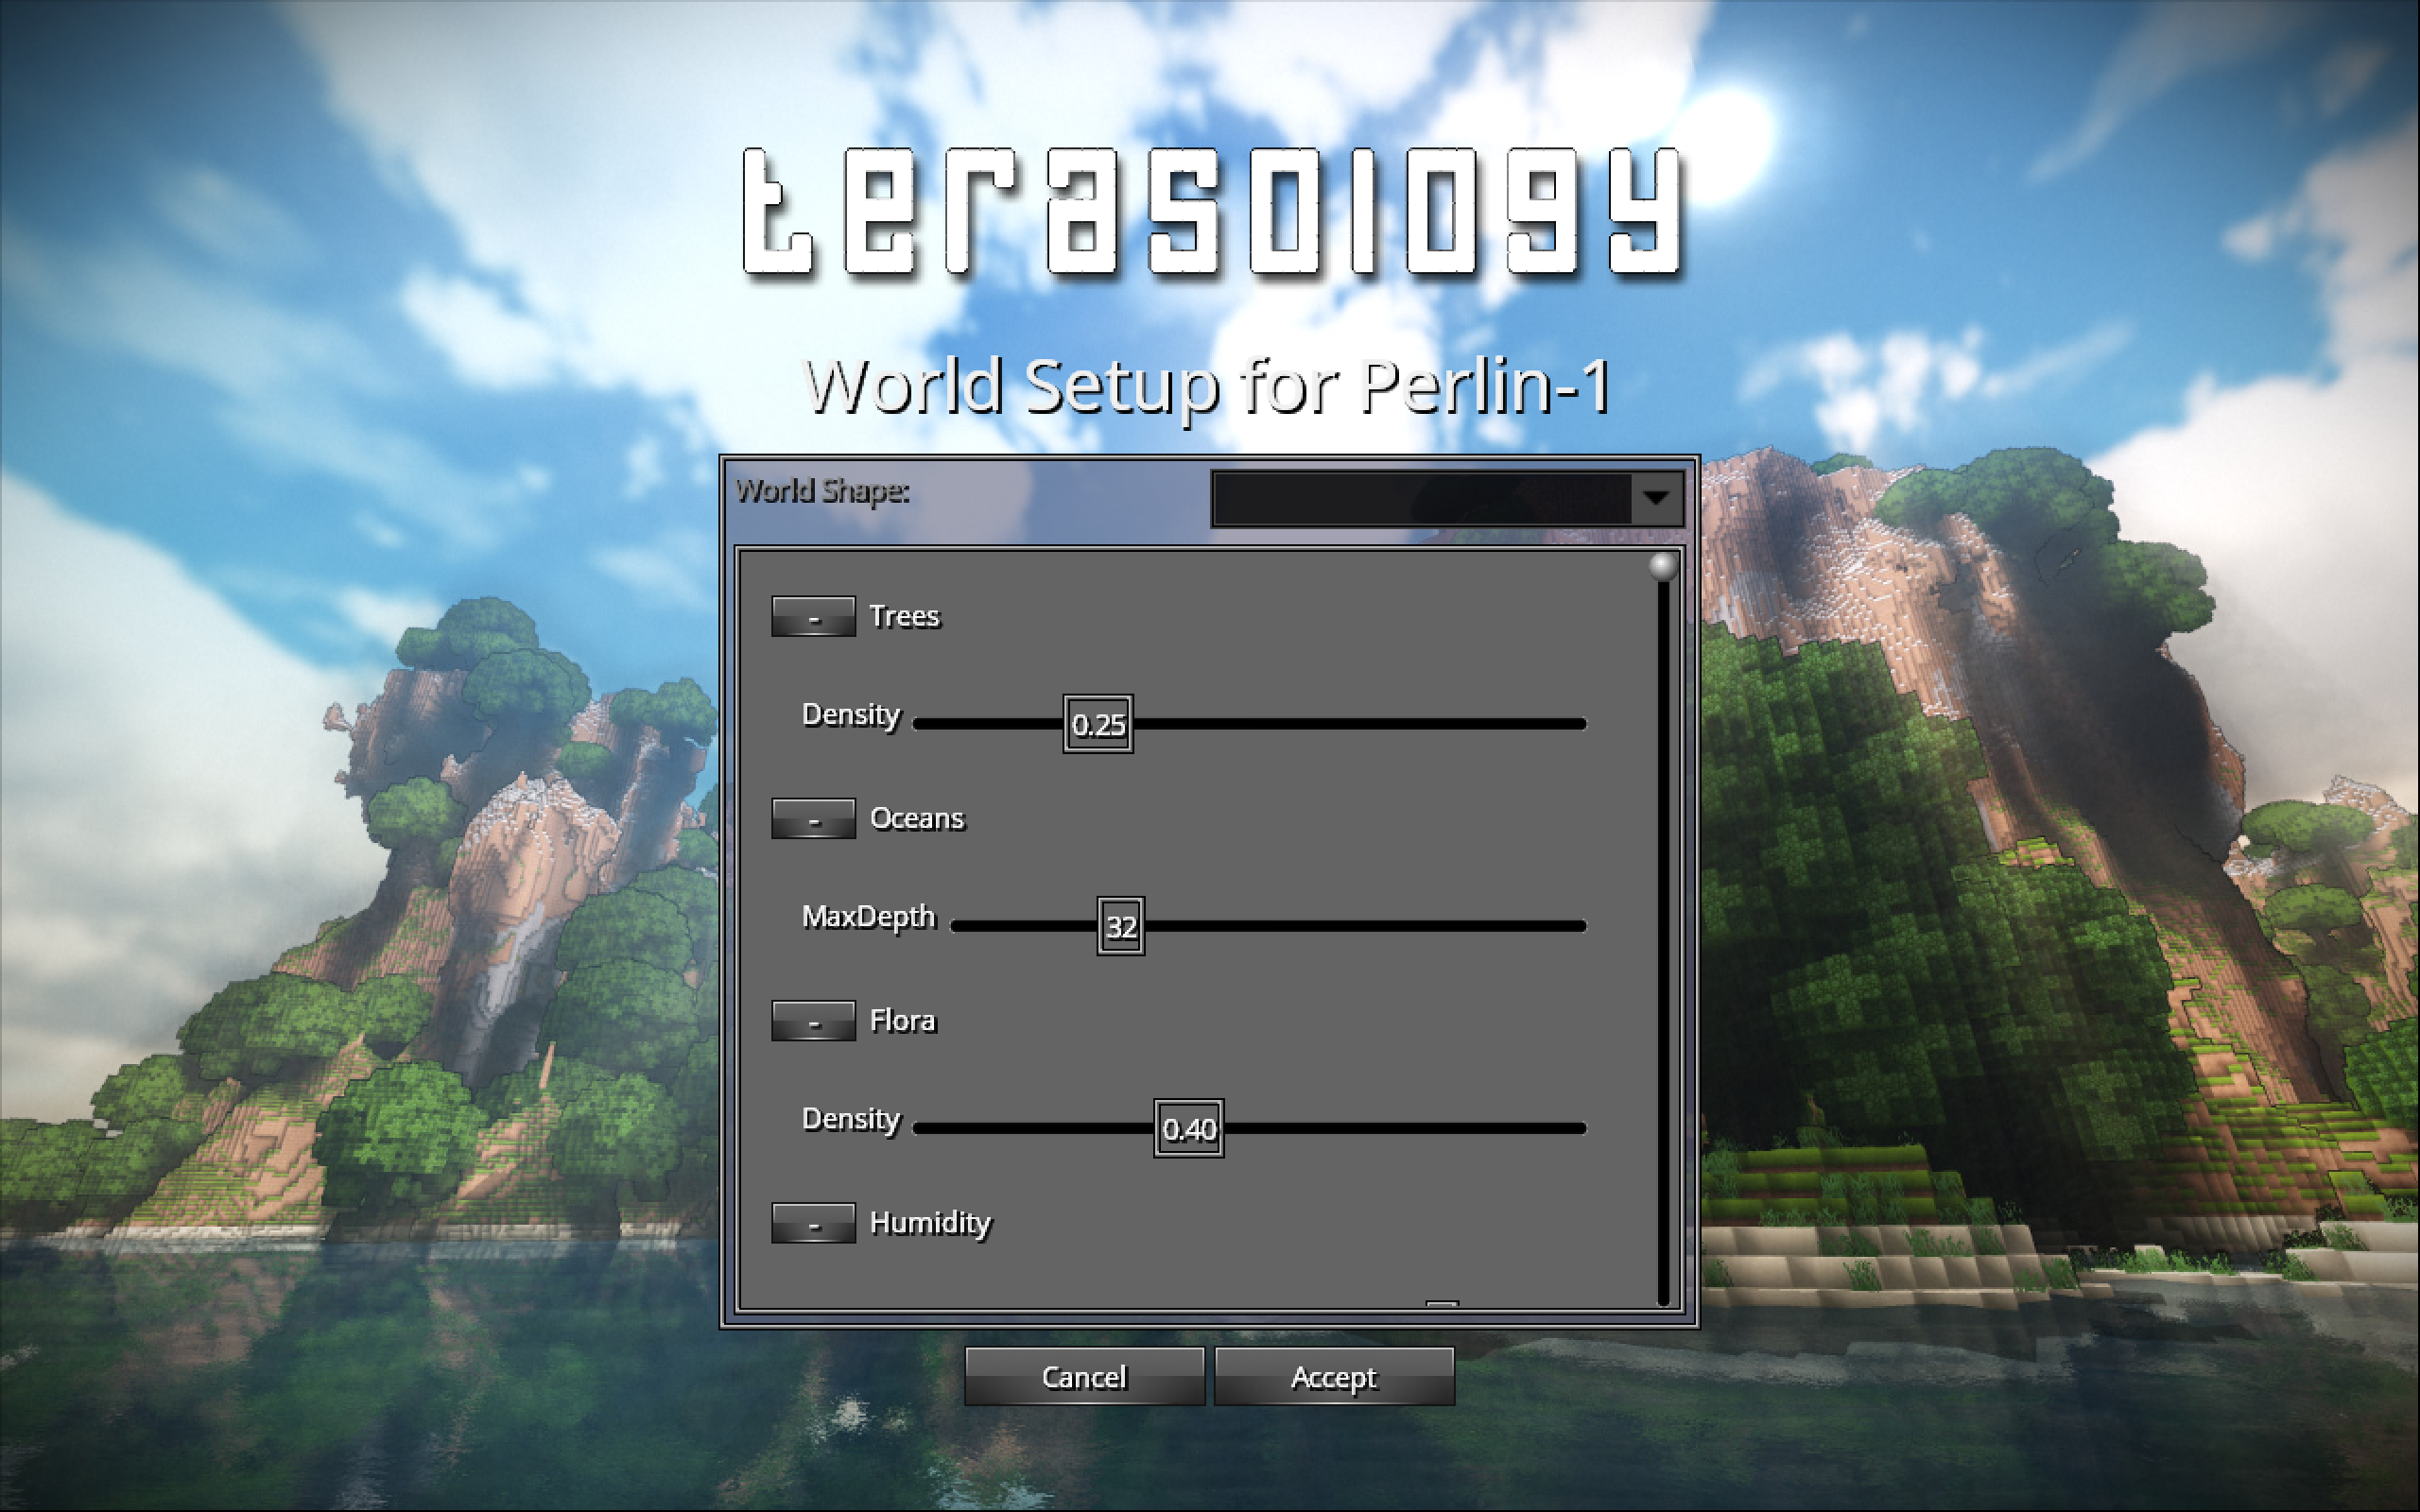 terasology
World Setup for Perlin-1
World Shape:
- Trees
Density 0.25
- Oceans
MaxDepth 32
- Flora
Density 0.40
- Humidity
Cancel Accept